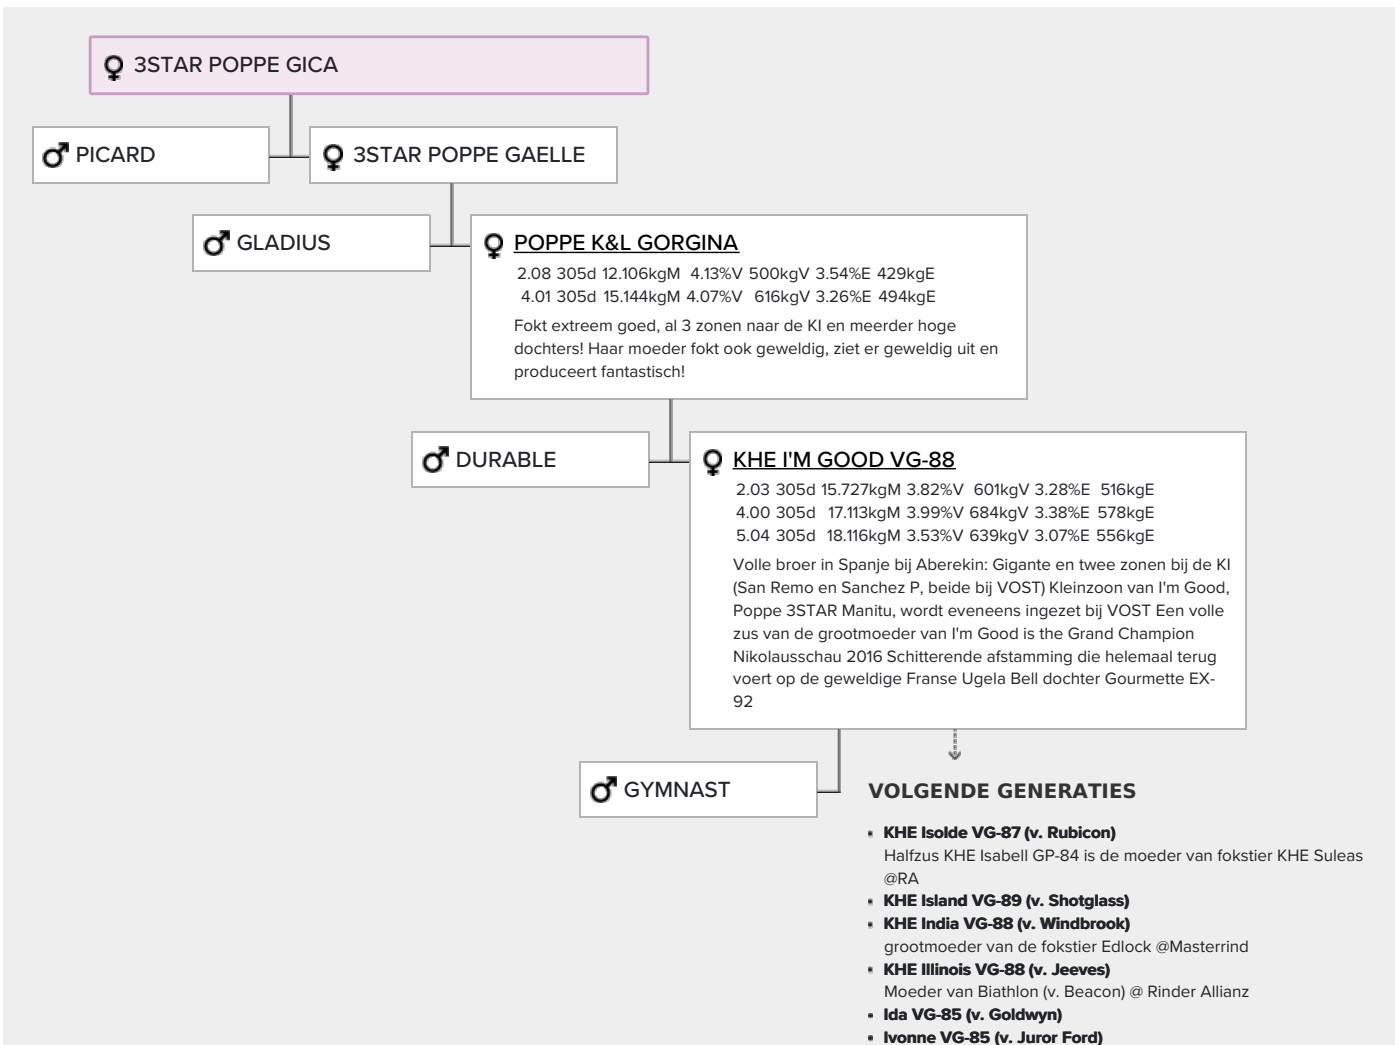 3STAR POPPE GICA
PICARD
3STAR POPPE GAELLE
GLADIUS
POPPE K&L GORGINA
2.08 305d 12.106kgM 4.13%V 500kgV 3.54%E 429kgE
4.01 305d 15.144kgM 4.07%V 616kgV 3.26%E 494kgE
Fokt extreem goed, al 3 zonen naar de KI en meerder hoge
dochters! Haar moeder fokt ook geweldig, ziet er geweldig uit en
produceert fantastisch!
DURABLE
KHE I'M GOOD VG-88
2.03 305d 15.727kgM 3.82%V 601kgV 3.28%E 516kgE
4.00 305d 17.113kgM 3.99%V 684kgV 3.38%E 578kgE
5.04 305d 18.116kgM 3.53%V 639kgV 3.07%E 556kgE
Volle broer in Spanje bij Aberekin: Gigante en twee zonen bij de KI
(San Remo en Sanchez P, beide bij VOST) Kleinzoon van I'm Good,
Poppe 3STAR Manitu, wordt eveneens ingezet bij VOST Een volle
zus van de grootmoeder van I'm Good is the Grand Champion
Nikolausschau 2016 Schitterende afstamming die helemaal terug
voert op de geweldige Franse Ugela Bell dochter Gourmette EX-
92
GYMNAST
VOLGENDE GENERATIES
KHE Isolde VG-87 (v. Rubicon)
Halfzus KHE Isabell GP-84 is de moeder van fokstier KHE Suleas
@RA
KHE Island VG-89 (v. Shotglass)
KHE India VG-88 (v. Windbrook)
grootmoeder van de fokstier Edlock @Masterrind
KHE Illinois VG-88 (v. Jeeves)
Moeder van Biathlon (v. Beacon) @ Rinder Allianz
Ida VG-85 (v. Goldwyn)
Ivonne VG-85 (v. Juror Ford)